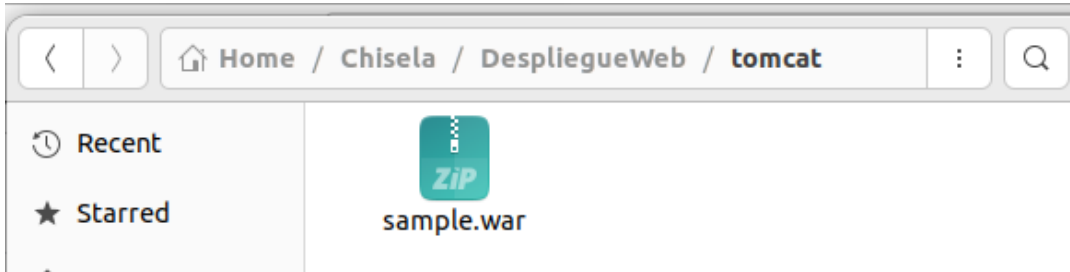 Home / Chisela / DespliegueWeb / tomcat
Recent
ZiP
Starred
sample.war